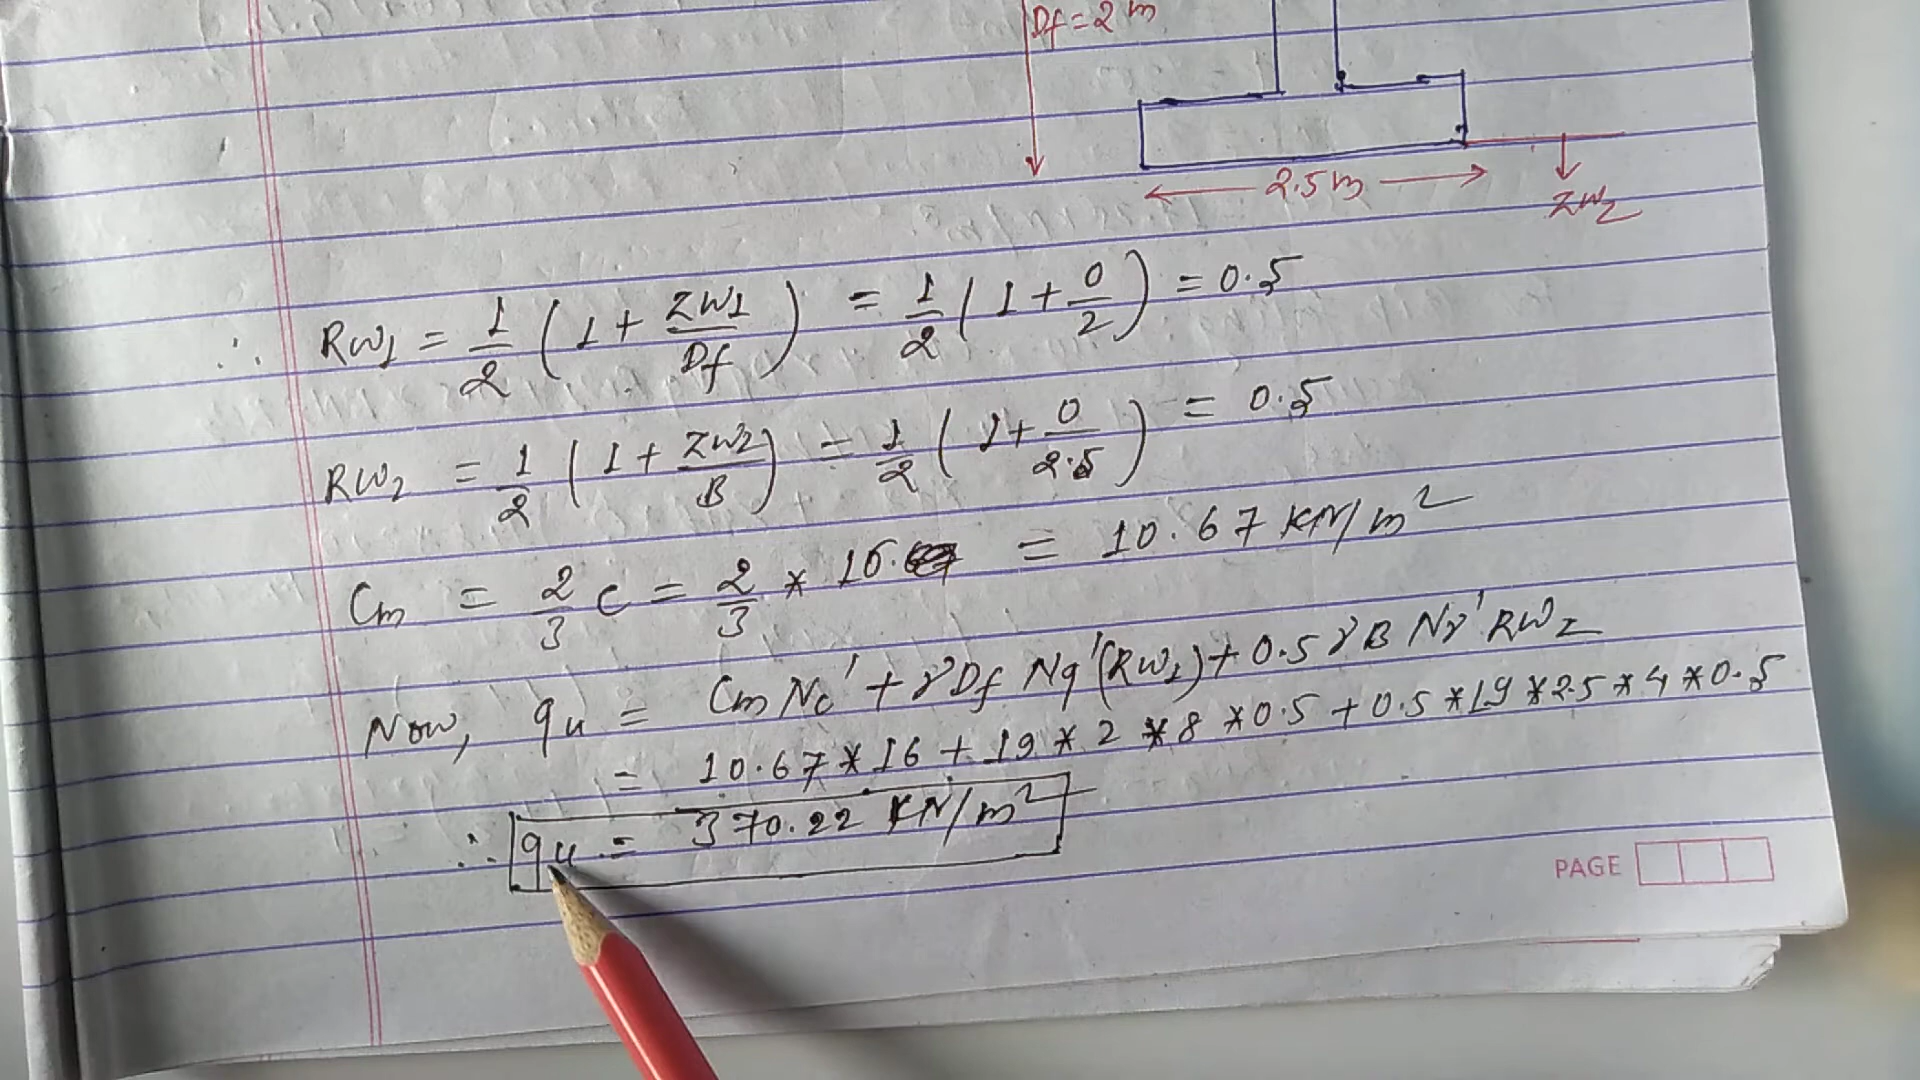 Df = 2 m
2.5 m
ZW2
∴ RW1 = 1/2 ( 1 + ZW1/Df ) = 1/2 ( 1 + 0/2 ) = 0.5
RW2 = 1/2 ( 1 + ZW2/B ) = 1/2 ( 1 + 0/2.5 ) = 0.5
Cm = 2/3 C = 2/3 * 16. = 10.67 KN/m²
Now, qu = Cm Nc' + γDf Nq'(RW1) + 0.5 γ B Nγ' RW2
= 10.67 * 16 + 19 * 2 * 8 * 0.5 + 0.5 * 19 * 2.5 * 4 * 0.5
∴ qu = 370.22 KN/m²
PAGE